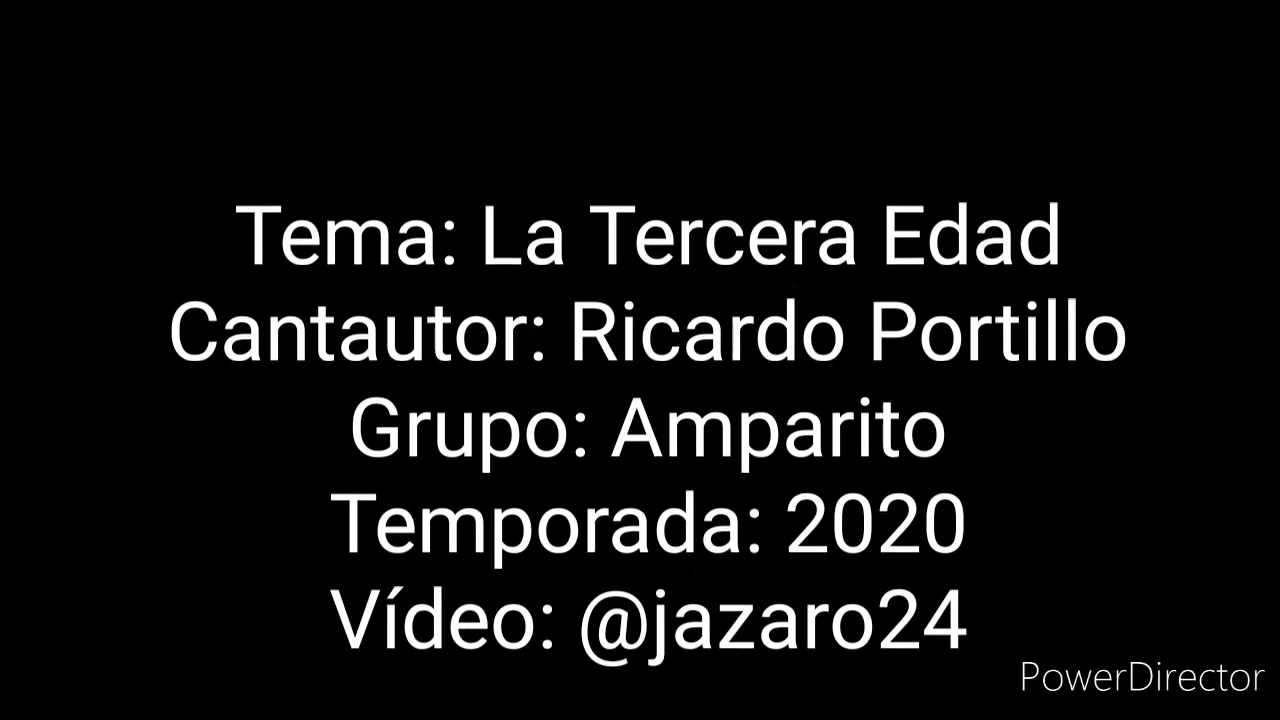 Tema: La Tercera Edad
Cantautor: Ricardo Portillo
Grupo: Amparito
Temporada: 2020
Vídeo: @jazaro24
PowerDirector